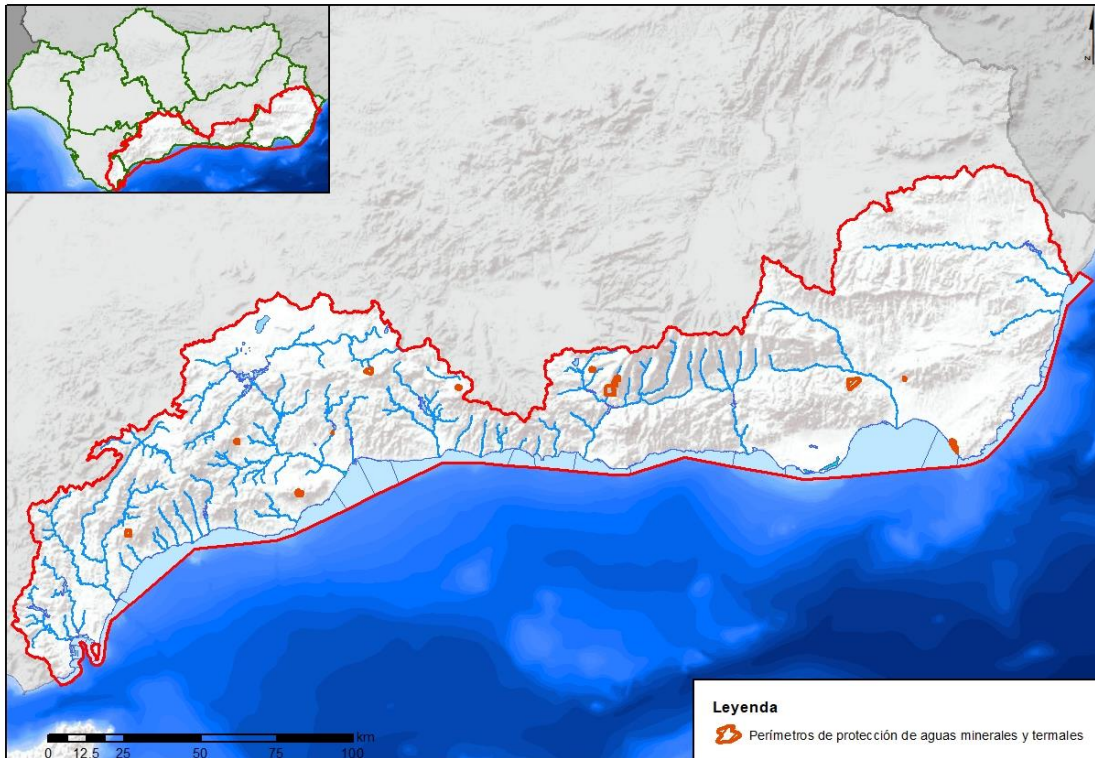 N
Leyenda
Perímetros de protección de aguas minerales y termales
km
0 12.5 25 50 75 100